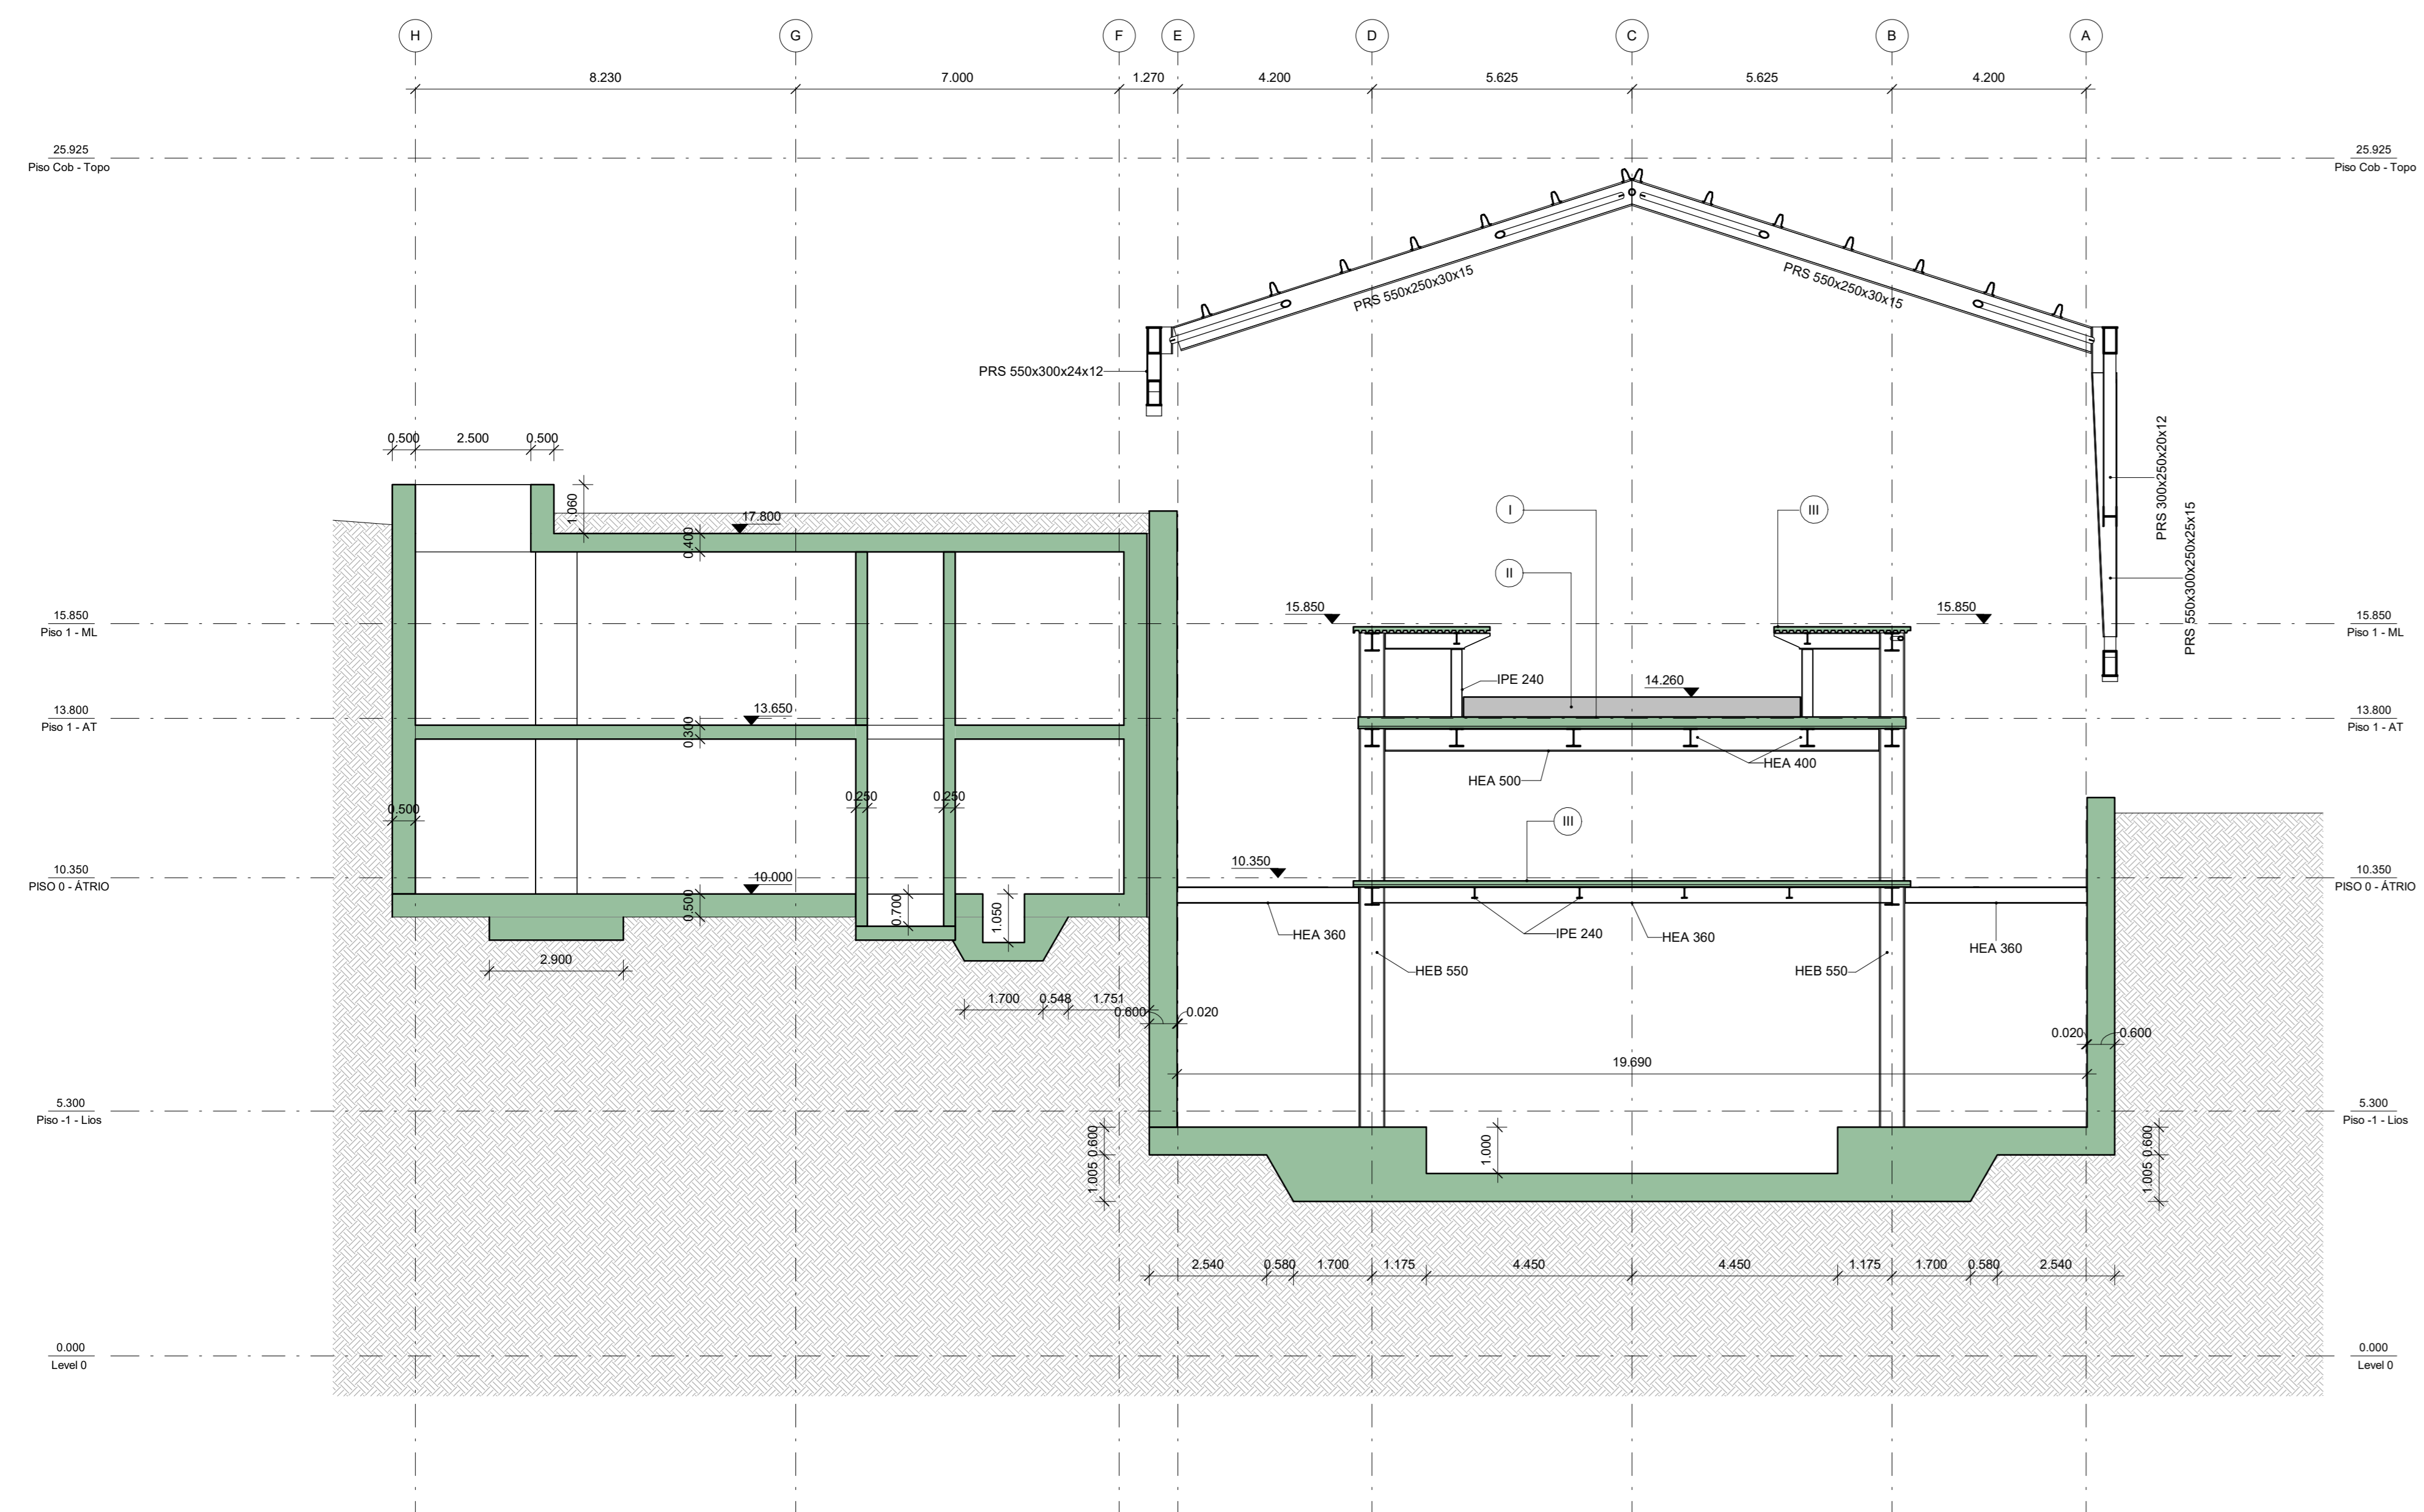 H G F E D C B A
8.230 7.000 1.270 4.200 5.625 5.625 4.200
25.925 25.925
Piso Cob - Topo Piso Cob - Topo
PRS 550x250x30x15 PRS 550x250x30x15
PRS 550x300x24x12
PRS 300x250x20x12
PRS 550x300x250x25x15
0.500 2.500 0.500
1.060
17.800
0.400
I III
II
15.850 15.850 15.850 15.850
Piso 1 - ML Piso 1 - ML
IPE 240 14.260
13.800 13.650 13.800
Piso 1 - AT Piso 1 - AT
0.300
HEA 400
HEA 500
0.500 0.250 0.250
III
10.350 10.000 10.350 10.350
PISO 0 - ÁTRIO PISO 0 - ÁTRIO
0.500 0.700 1.050
HEA 360 IPE 240 HEA 360 HEA 360
2.900 HEB 550 HEB 550
1.700 0.548 1.751
0.600 0.020
0.020 0.600
19.690
5.300 5.300
Piso -1 - Lios Piso -1 - Lios
0.600 1.000 0.600
1.005 1.005
2.540 0.580 1.700 1.175 4.450 4.450 1.175 1.700 0.580 2.540
0.000 0.000
Level 0 Level 0